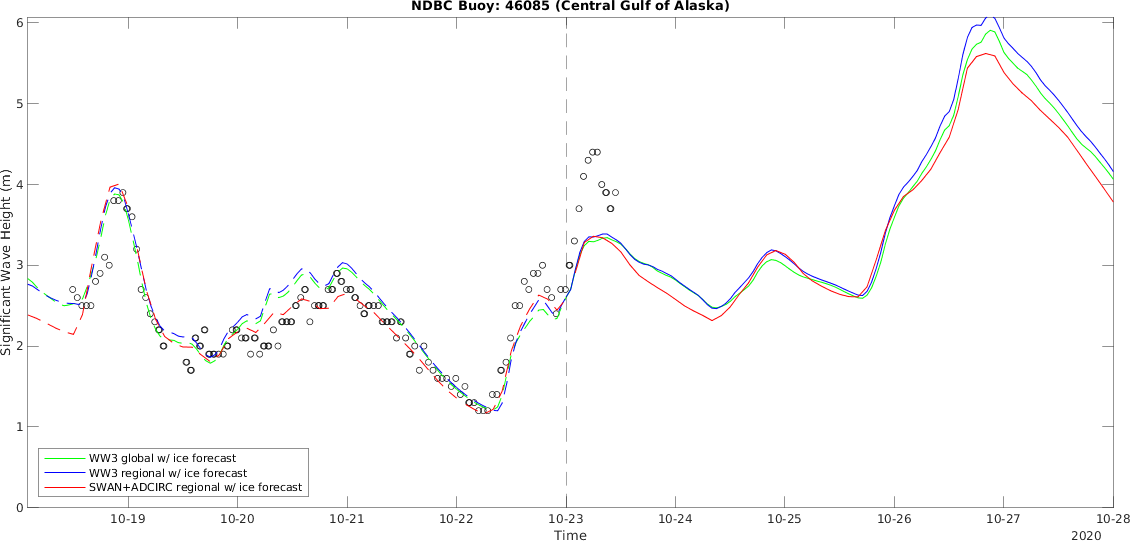 NDBC Buoy: 46085 (Central Gulf of Alaska)
Significant Wave Height (m)
6
5
4
3
2
1
0
WW3 global w/ ice forecast
WW3 regional w/ ice forecast
SWAN+ADCIRC regional w/ ice forecast
10-19 10-20 10-21 10-22 10-23 10-24 10-25 10-26 10-27 10-28
Time
2020